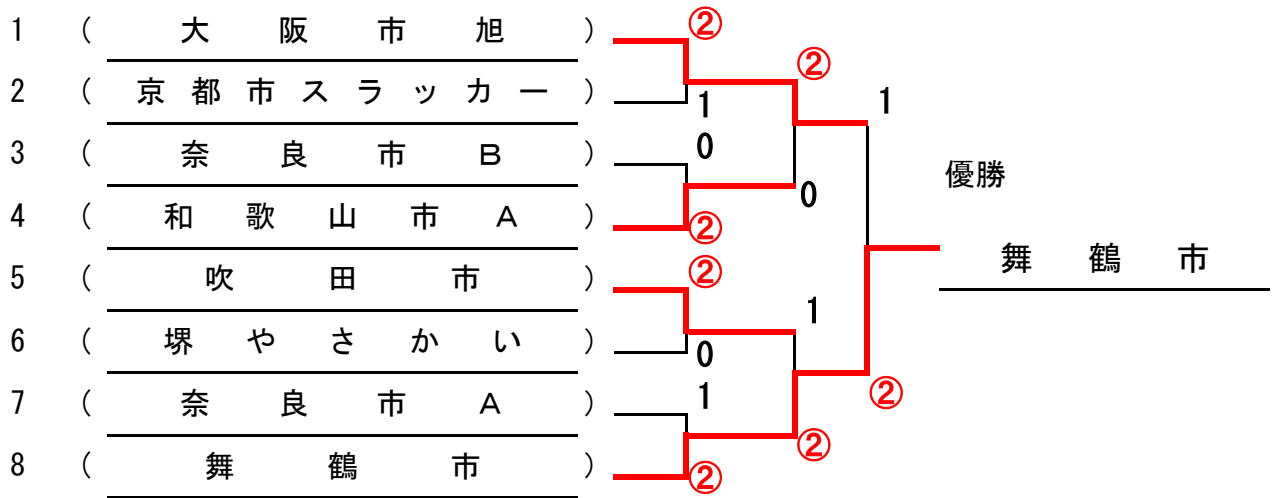 1 ( 大阪市旭 ) ②
②
2 ( 京都市スラッカー ) 1
1
3 ( 奈良市B ) 0
優勝
0
4 ( 和歌山市A ) ②
舞鶴市
5 ( 吹田市 ) ②
1
6 ( 堺やさかい ) 0
②
7 ( 奈良市A ) 1
②
8 ( 舞鶴市 ) ②